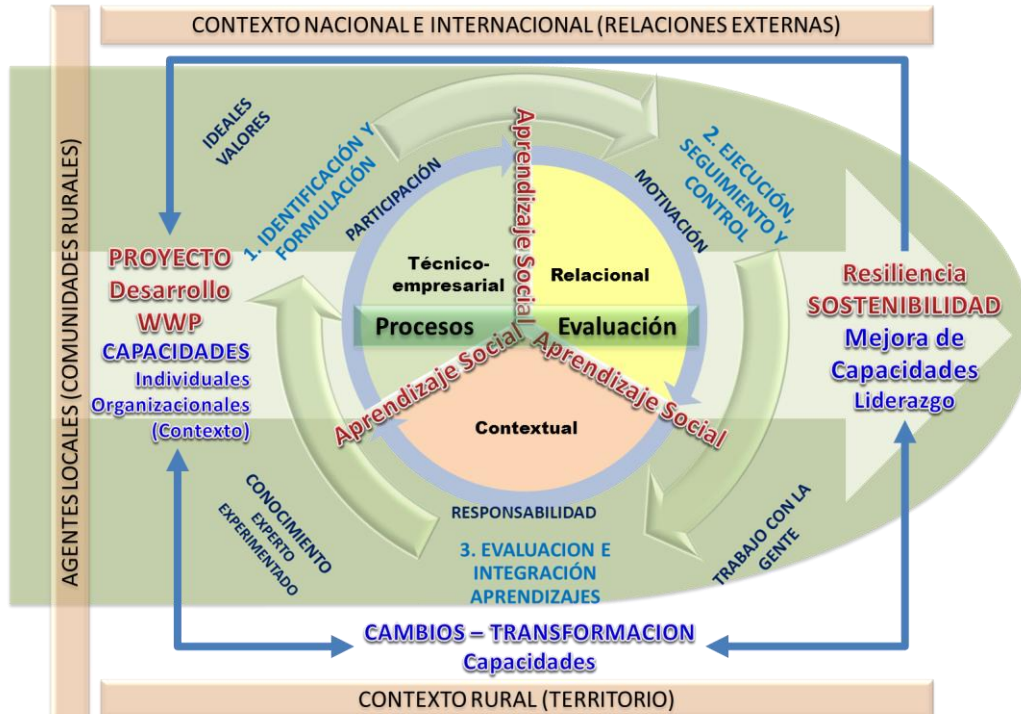 CONTEXTO NACIONAL E INTERNACIONAL (RELACIONES EXTERNAS)
AGENTES LOCALES (COMUNIDADES RURALES)
IDEALES
VALORES
1. IDENTIFICACIÓN Y
FORMULACIÓN
PARTICIPACIÓN
Aprendizaje Social
MOTIVACIÓN
2. EJECUCIÓN,
SEGUIMIENTO Y
CONTROL
PROYECTO
Desarrollo
WWP
CAPACIDADES
Individuales
Organizacionales
(Contexto)
Técnico-
empresarial
Relacional
Procesos
Evaluación
Aprendizaje Social
Aprendizaje Social
Contextual
Resiliencia
SOSTENIBILIDAD
Mejora de
Capacidades
Liderazgo
CONOCIMIENTO
EXPERTO
EXPERIMENTADO
RESPONSABILIDAD
3. EVALUACION E
INTEGRACIÓN
APRENDIZAJES
TRABAJO CON LA
GENTE
CAMBIOS – TRANSFORMACION
Capacidades
CONTEXTO RURAL (TERRITORIO)